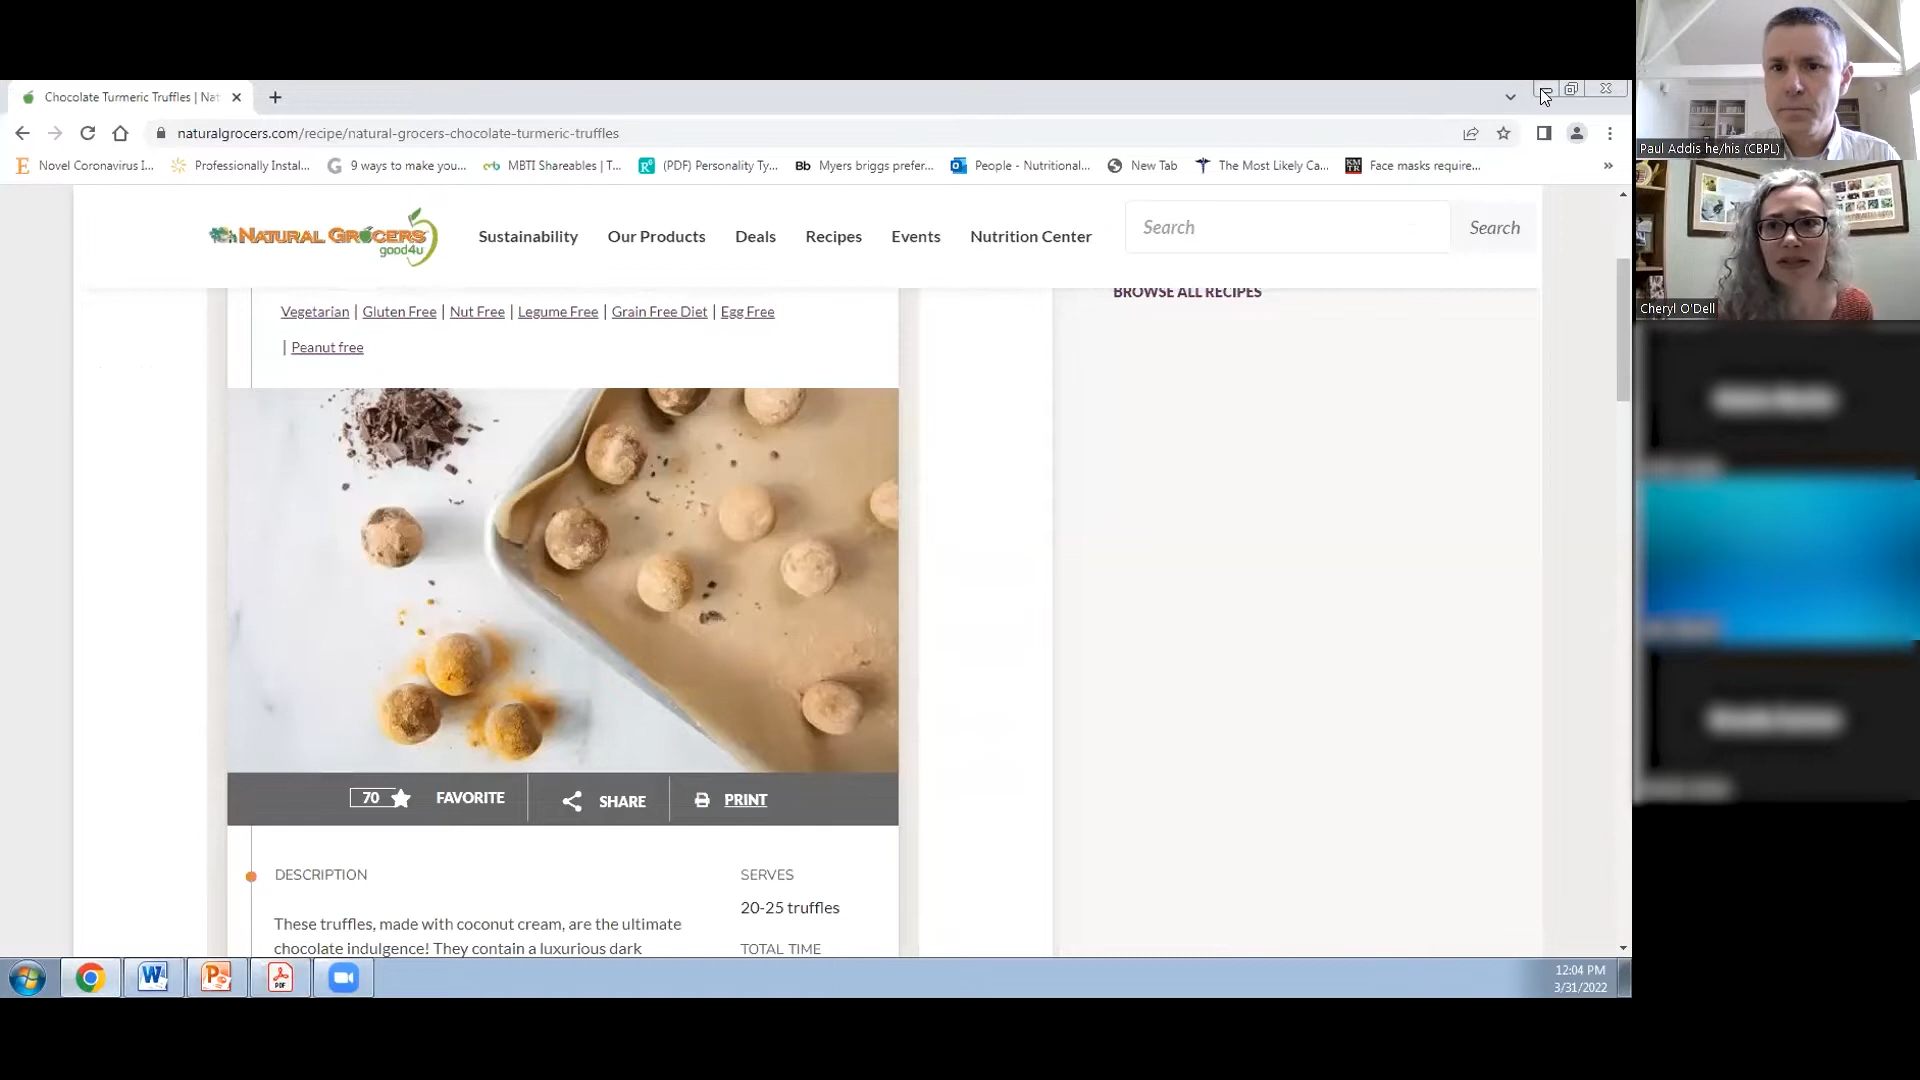 Chocolate Turmeric Truffles | Nat
naturalgrocers.com/recipe/natural-grocers-chocolate-turmeric-truffles
Novel Coronavirus I...
Professionally Instal...
9 ways to make you...
MBTI Shareables | T...
(PDF) Personality Ty...
Myers briggs prefer...
People - Nutritional...
New Tab
The Most Likely Ca...
Face masks require...
NATURAL GROCERS
good4u
Sustainability
Our Products
Deals
Recipes
Events
Nutrition Center
Search
Search
BROWSE ALL RECIPES
Vegetarian | Gluten Free | Nut Free | Legume Free | Grain Free Diet | Egg Free
| Peanut free
70
FAVORITE
SHARE
PRINT
DESCRIPTION
These truffles, made with coconut cream, are the ultimate
chocolate indulgence! They contain a luxurious dark
SERVES
20-25 truffles
TOTAL TIME
12:04 PM
3/31/2022
Paul Addis he/his (CBPL)
Cheryl O'Dell